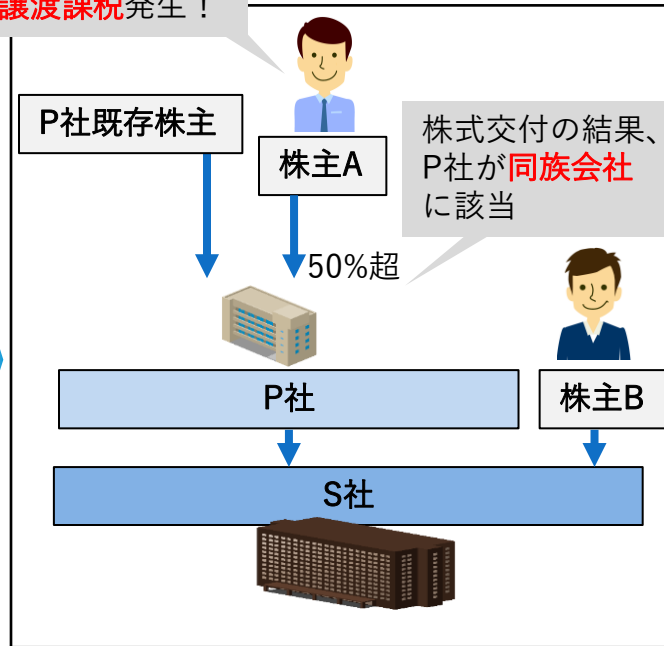 譲渡課税発生！
P社既存株主
株主A
株式交付の結果、
P社が同族会社
に該当
50%超
P社
株主B
S社